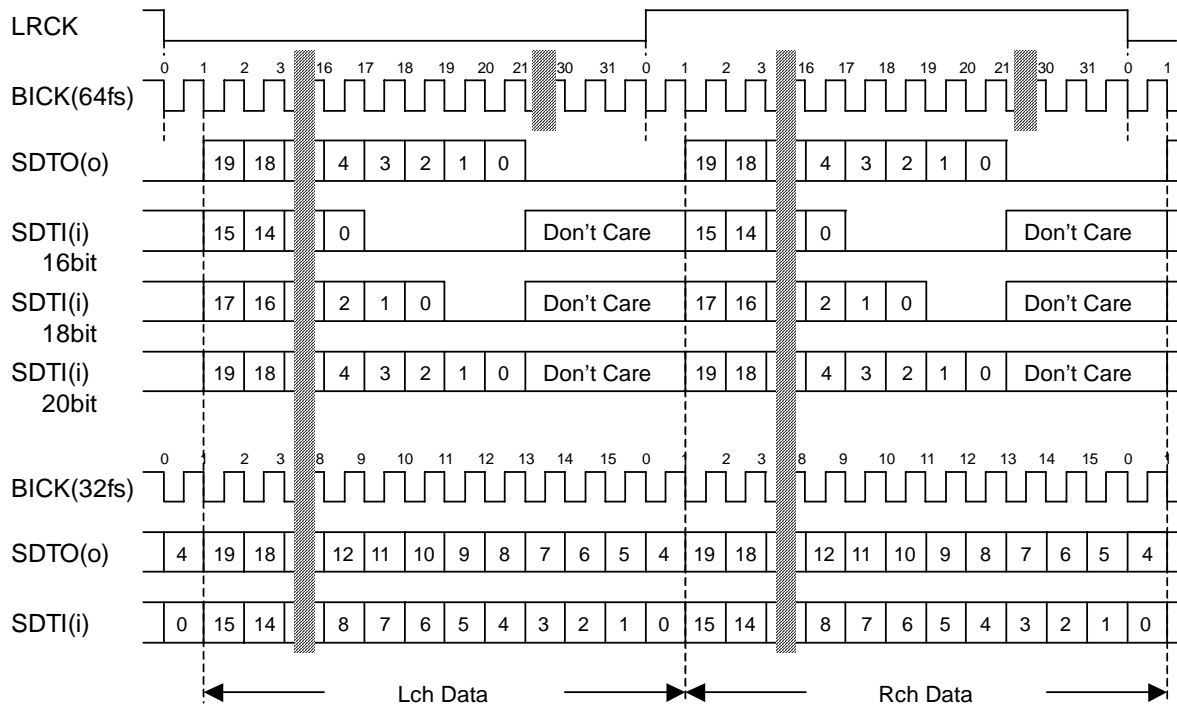 LRCK
0 1 2 3 16 17 18 19 20 21 30 31 0 1 2 3 16 17 18 19 20 21 30 31 0 1
BICK(64fs)
SDTO(o) 19 18 4 3 2 1 0 19 18 4 3 2 1 0
SDTI(i) 15 14 0 Don't Care 15 14 0 Don't Care
16bit
SDTI(i) 17 16 2 1 0 Don't Care 17 16 2 1 0 Don't Care
18bit
SDTI(i) 19 18 4 3 2 1 0 Don't Care 19 18 4 3 2 1 0 Don't Care
20bit
0 1 2 3 8 9 10 11 12 13 14 15 0 1 2 3 8 9 10 11 12 13 14 15 0 1
BICK(32fs)
SDTO(o) 4 19 18 12 11 10 9 8 7 6 5 4 19 18 12 11 10 9 8 7 6 5 4
SDTI(i) 0 15 14 8 7 6 5 4 3 2 1 0 15 14 8 7 6 5 4 3 2 1 0
Lch Data Rch Data